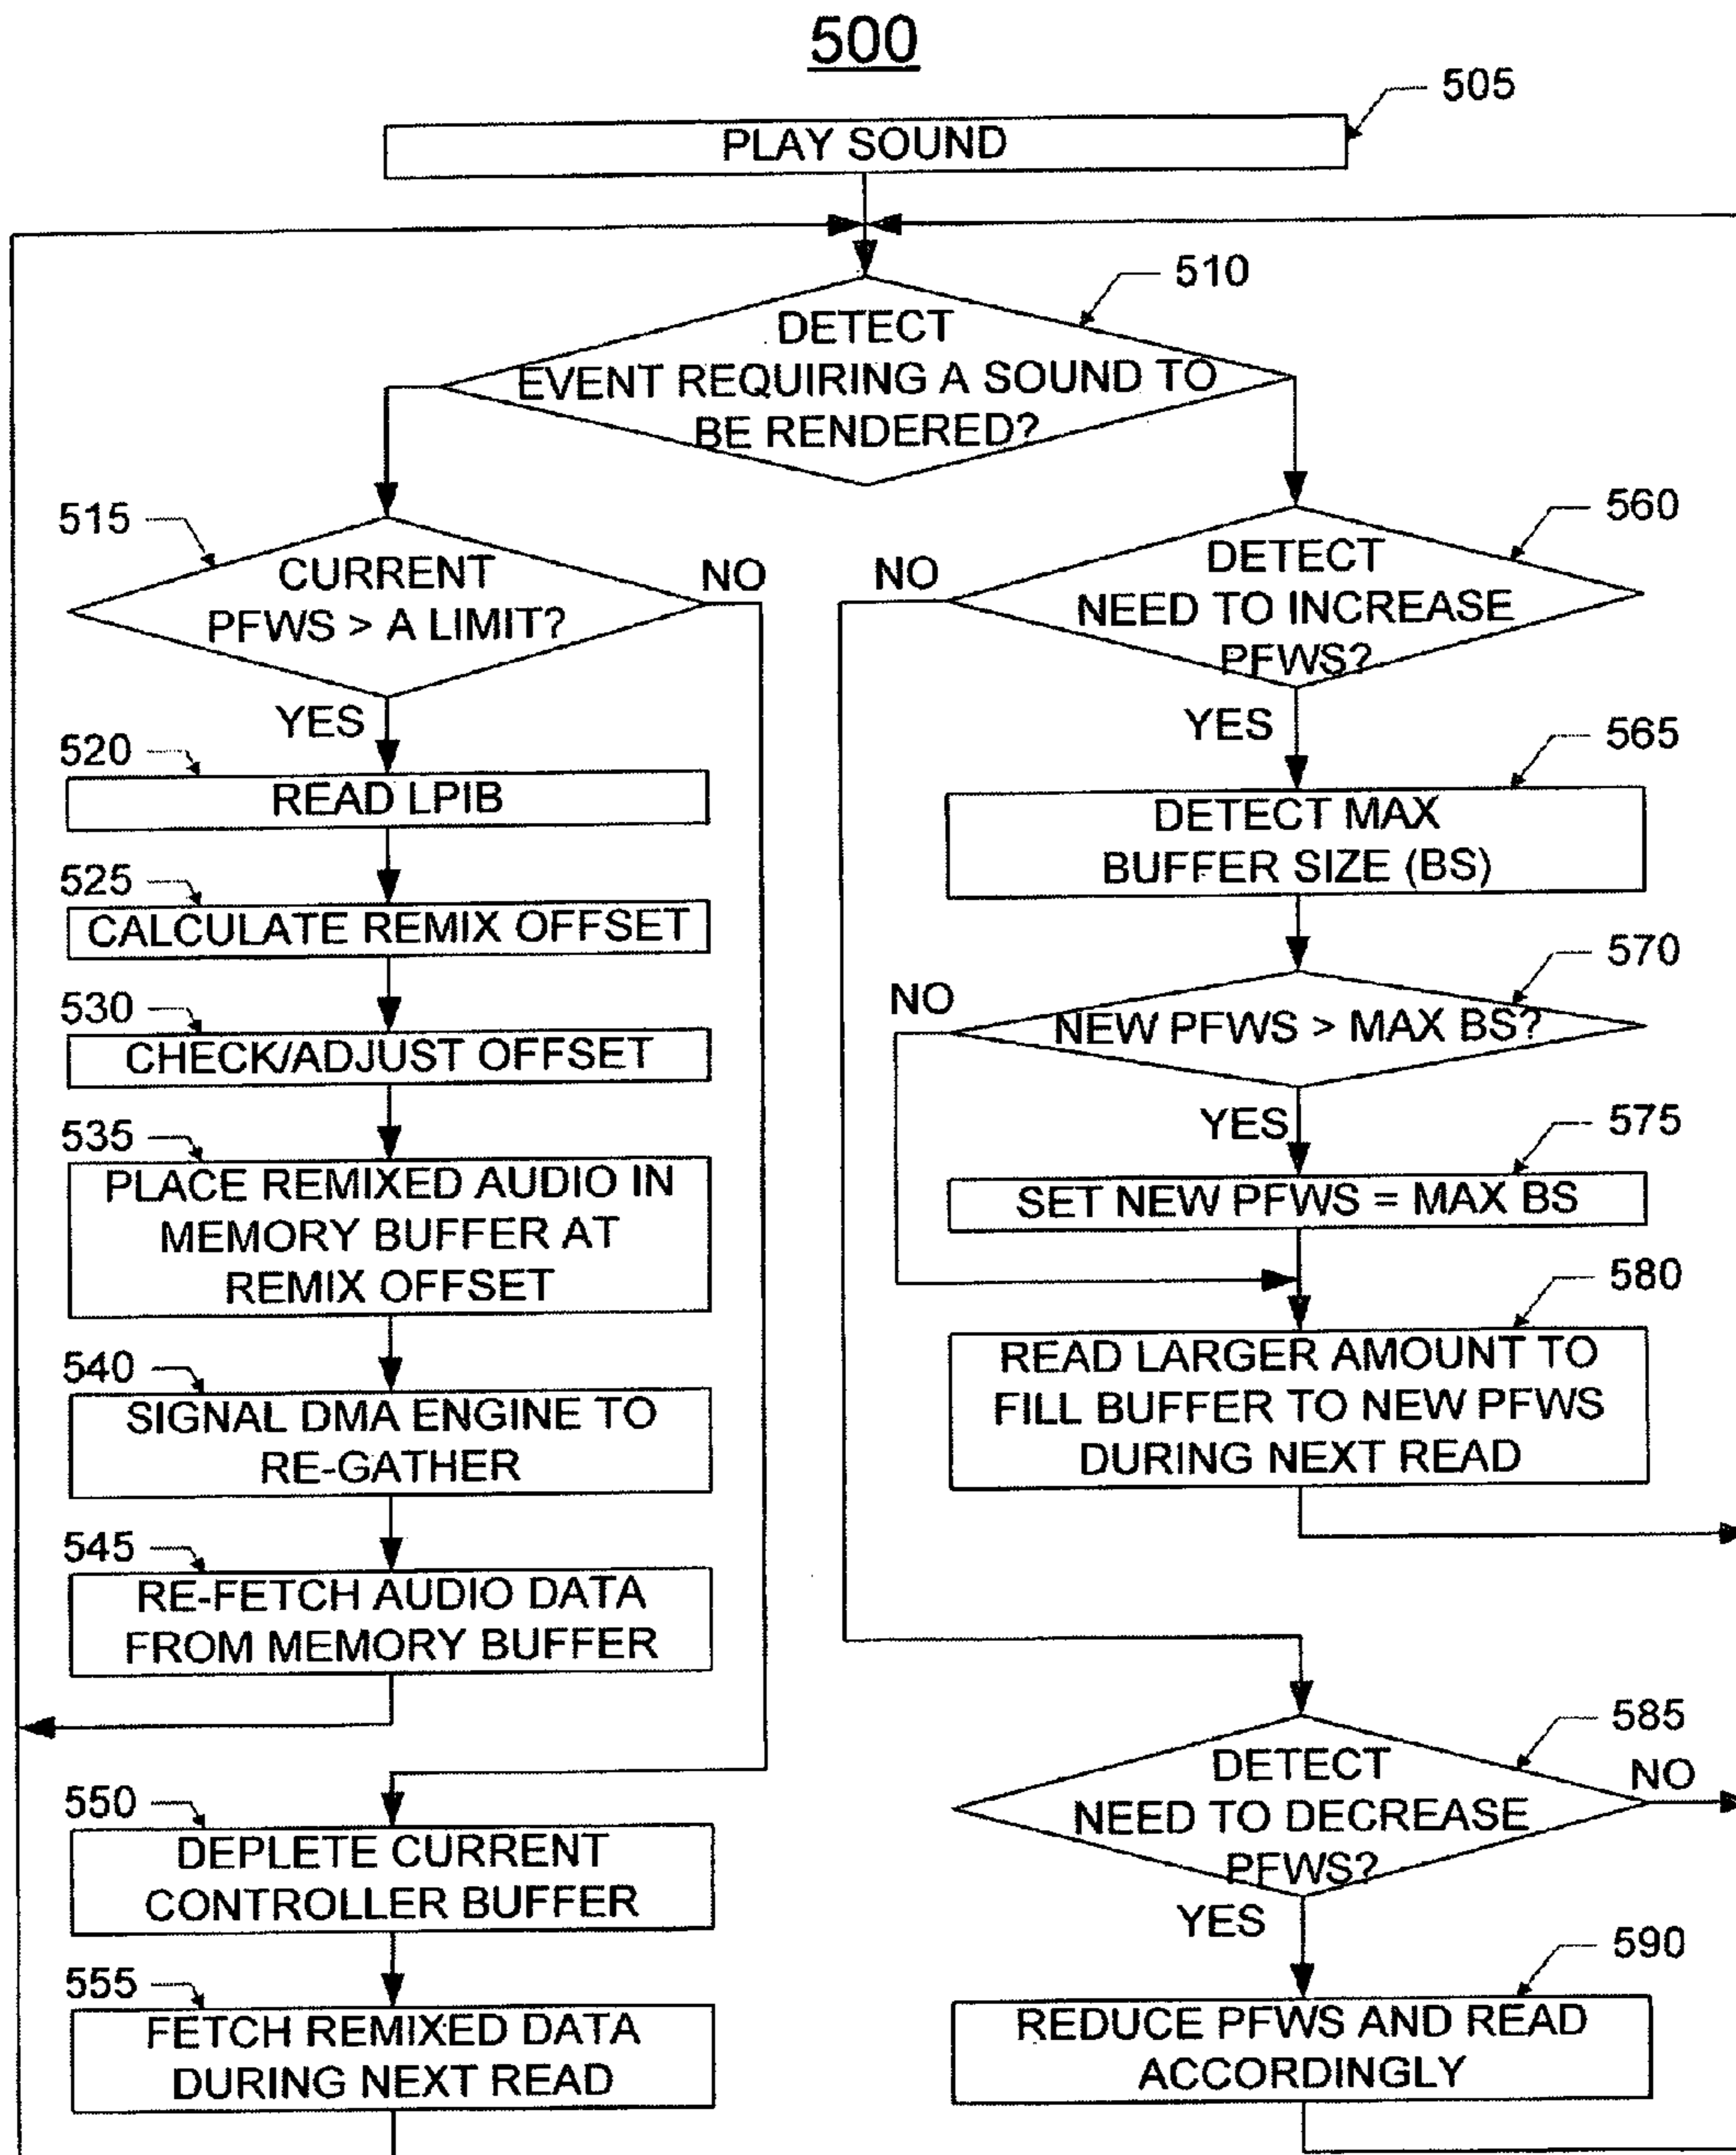 500
505
PLAY SOUND
510
DETECT
EVENT REQUIRING A SOUND TO
BE RENDERED?
515
CURRENT
PFWS > A LIMIT?
NO
YES
520
READ LPIB
525
CALCULATE REMIX OFFSET
530
CHECK/ADJUST OFFSET
535
PLACE REMIXED AUDIO IN
MEMORY BUFFER AT
REMIX OFFSET
540
SIGNAL DMA ENGINE TO
RE-GATHER
545
RE-FETCH AUDIO DATA
FROM MEMORY BUFFER
550
DEPLETE CURRENT
CONTROLLER BUFFER
555
FETCH REMIXED DATA
DURING NEXT READ
560
NO
DETECT
NEED TO INCREASE
PFWS?
YES
565
DETECT MAX
BUFFER SIZE (BS)
570
NO
NEW PFWS > MAX BS?
YES
575
SET NEW PFWS = MAX BS
580
READ LARGER AMOUNT TO
FILL BUFFER TO NEW PFWS
DURING NEXT READ
585
DETECT
NEED TO DECREASE
PFWS?
NO
YES
590
REDUCE PFWS AND READ
ACCORDINGLY